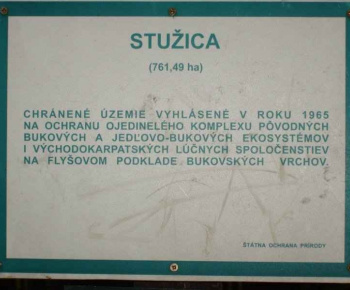 STUŽICA
(761,49 ha)
CHRÁNENÉ ÚZEMIE VYHLÁSENÉ V ROKU 1965
NA OCHRANU OJEDINELÉHO KOMPLEXU PÔVODNÝCH
BUKOVÝCH A JEDĽOVO-BUKOVÝCH EKOSYSTÉMOV
I VÝCHODOKARPATSKÝCH LÚČNYCH SPOLOČENSTIEV
NA FLYŠOVOM PODKLADE BUKOVSKÝCH VRCHOV.
ŠTÁTNA OCHRANA PRÍRODY